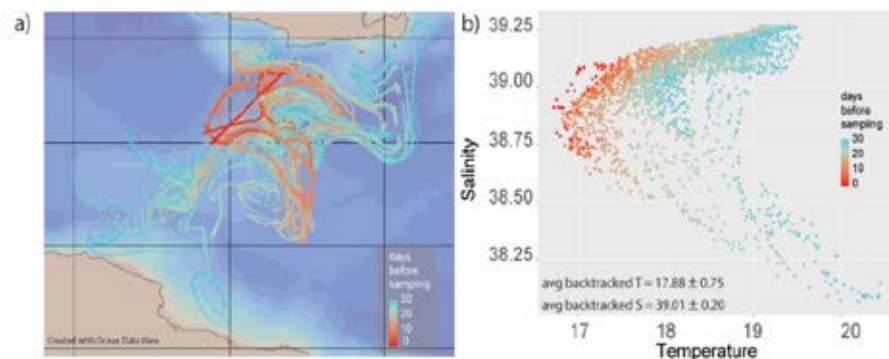 a)
days
before
sampling
30
20
10
0
Created with Ocean Data View
b)
39.25
39.00
38.75
38.50
38.25
Salinity
days
before
sampling
30
20
10
0
avg backtracked T = 17.88 ± 0.75
avg backtracked S = 39.01 ± 0.20
17
18
19
20
Temperature